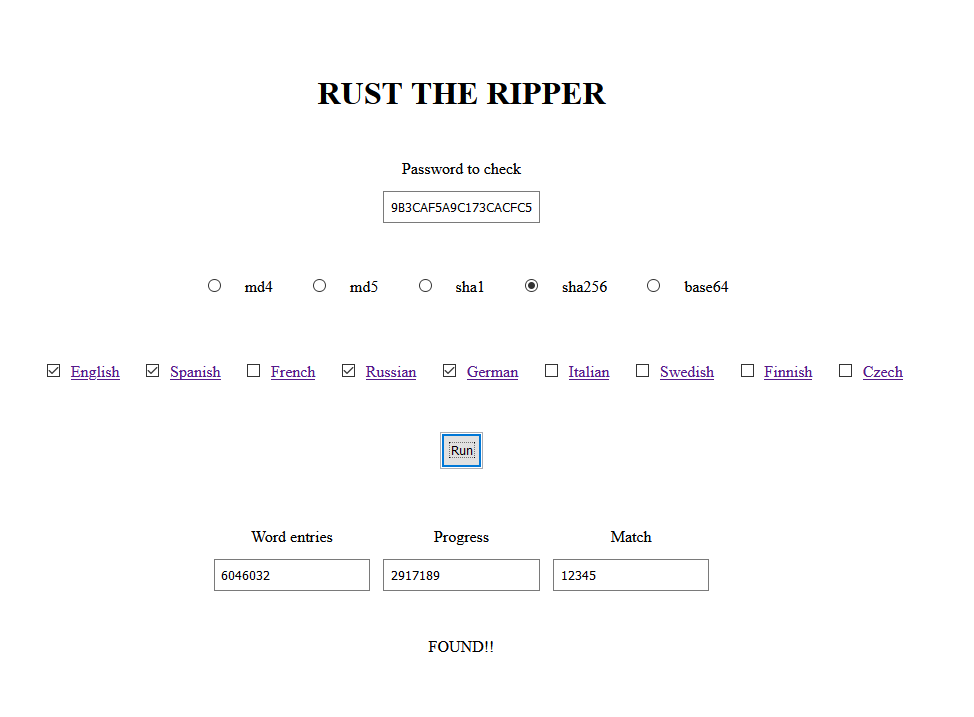 RUST THE RIPPER
Password to check
9B3CAF5A9C173CACFC5
md4 md5 sha1 sha256 base64
English Spanish French Russian German Italian Swedish Finnish Czech
Run
Word entries Progress Match
6046032 2917189 12345
FOUND!!